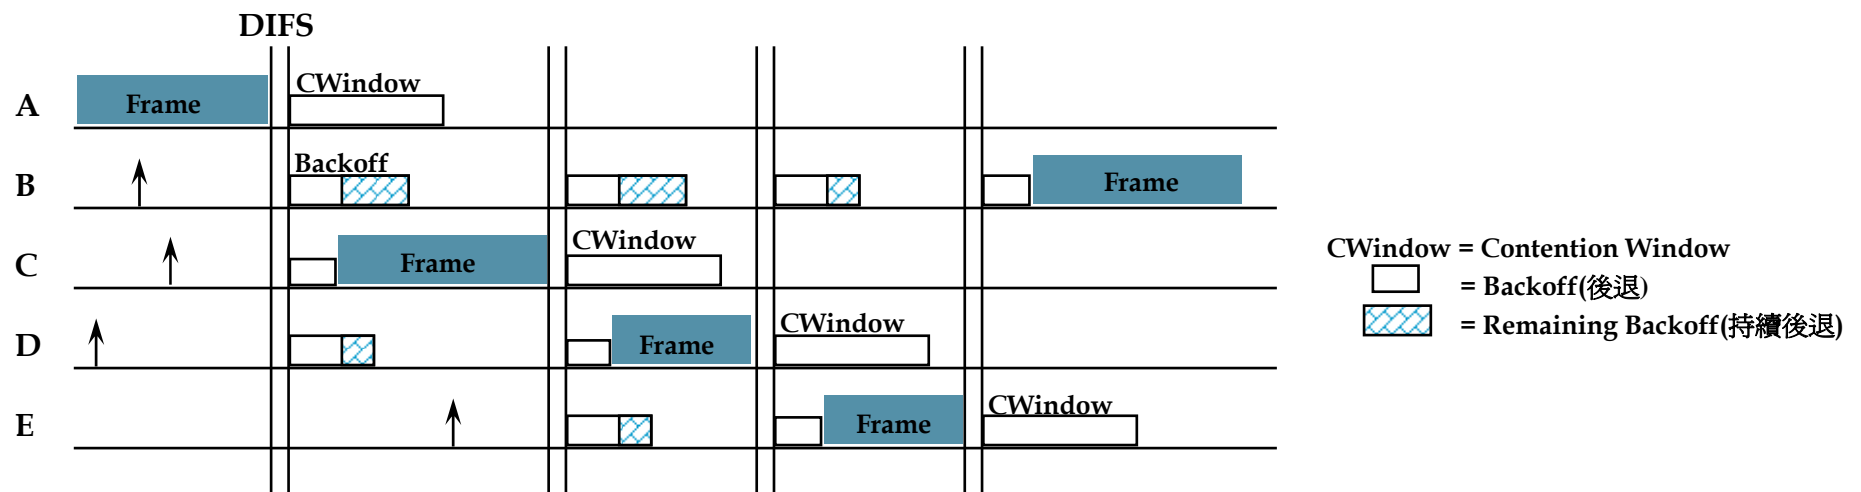 DIFS
A
Frame
CWindow
B
Backoff
Frame
C
Frame
CWindow
D
Frame
CWindow
E
Frame
CWindow
CWindow = Contention Window
= Backoff(後退)
= Remaining Backoff(持續後退)